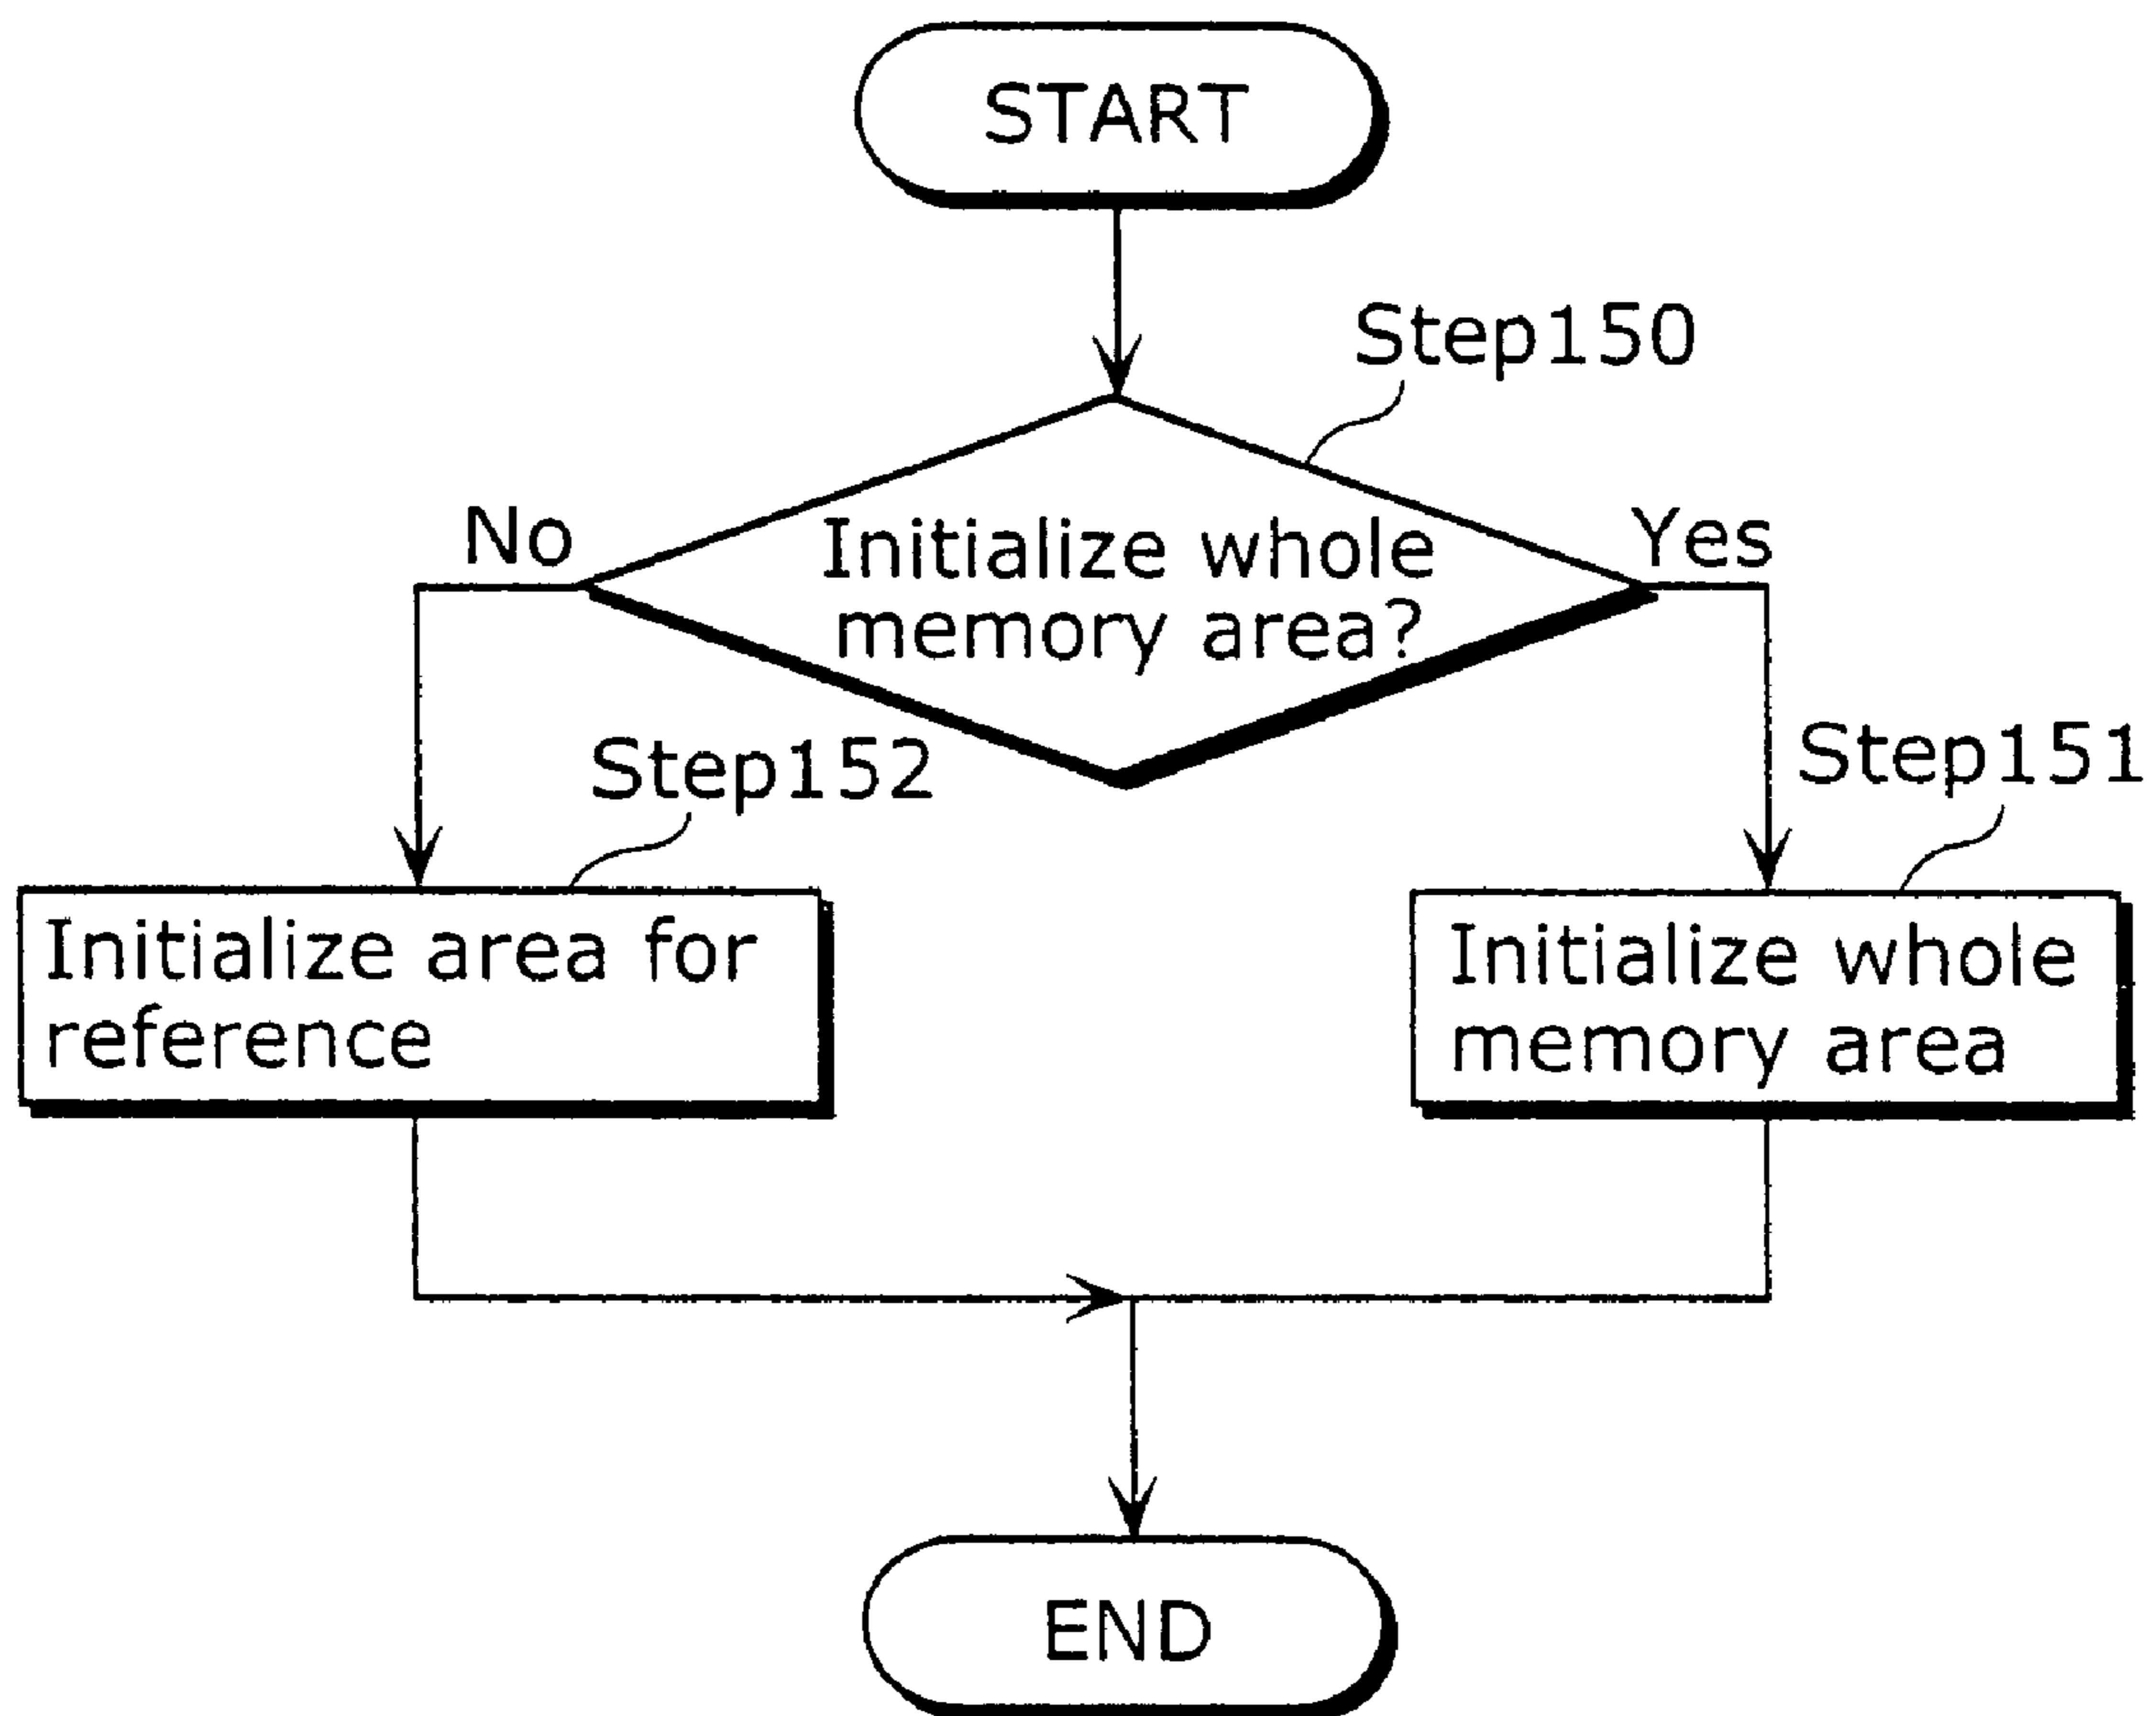 START
Step150
No
Initialize whole
memory area?
Yes
Step152
Step151
Initialize area for
reference
Initialize whole
memory area
END